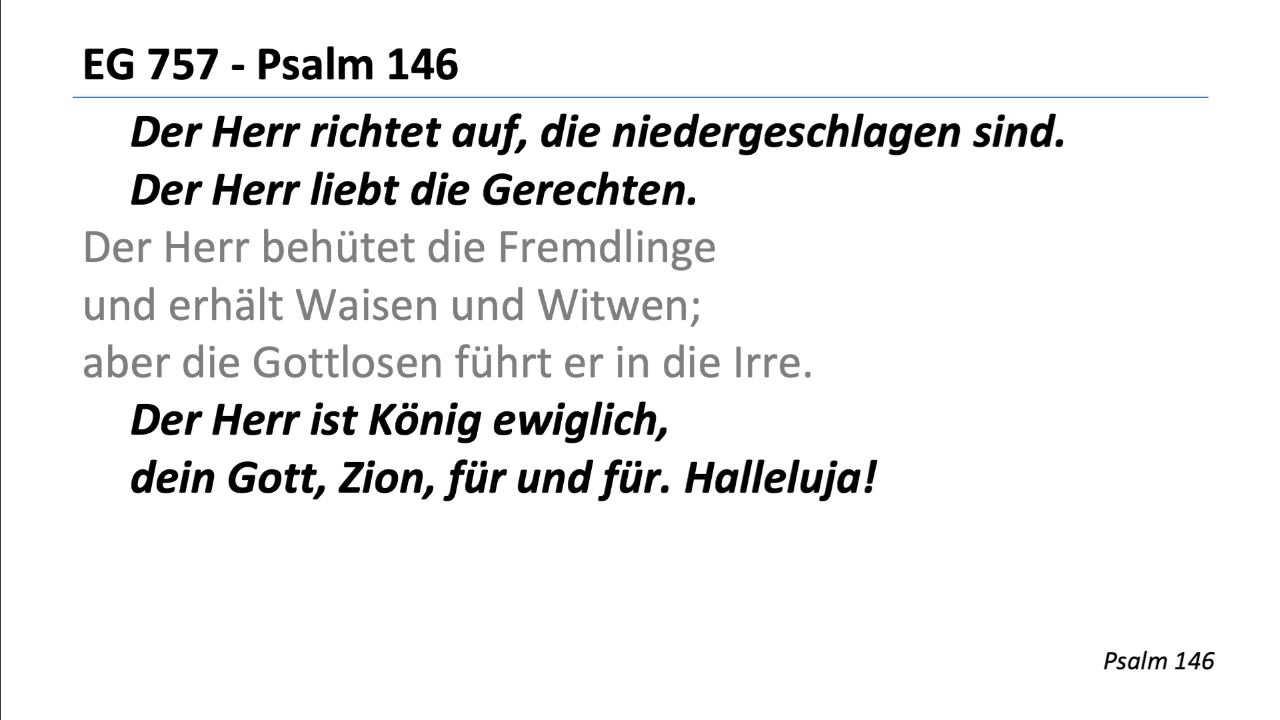 EG 757 - Psalm 146
Der Herr richtet auf, die niedergeschlagen sind.
Der Herr liebt die Gerechten.
Der Herr behütet die Fremdlinge
und erhält Waisen und Witwen;
aber die Gottlosen führt er in die Irre.
Der Herr ist König ewiglich,
dein Gott, Zion, für und für. Halleluja!
Psalm 146